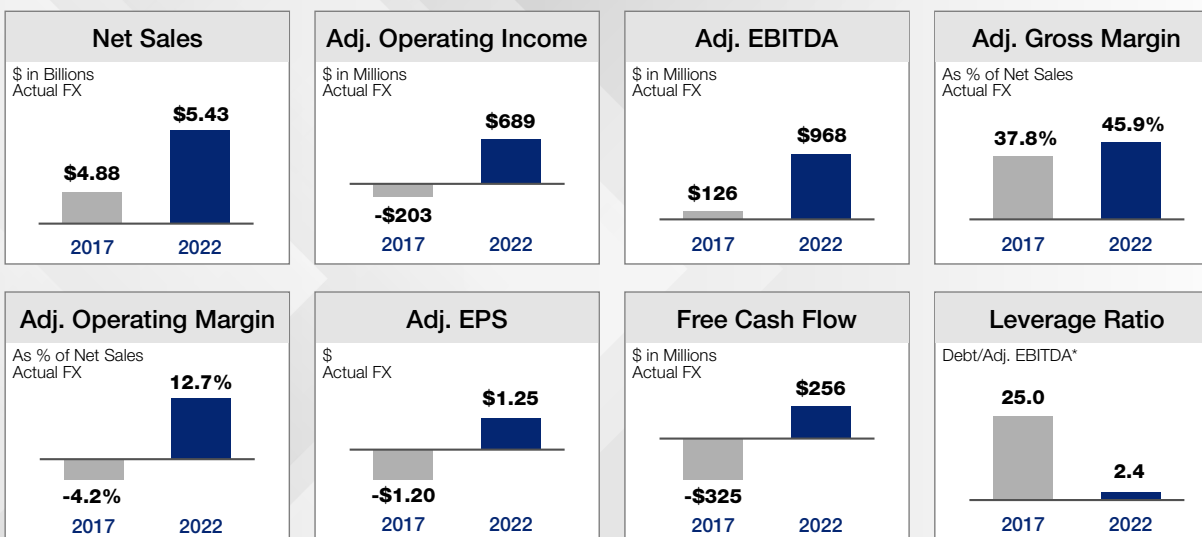 Net Sales
$ in Billions
Actual FX
$4.88
$5.43
2017
2022
Adj. Operating Income
$ in Millions
Actual FX
-$203
$689
2017
2022
Adj. EBITDA
$ in Millions
Actual FX
$126
$968
2017
2022
Adj. Gross Margin
As % of Net Sales
Actual FX
37.8%
45.9%
2017
2022
Adj. Operating Margin
As % of Net Sales
Actual FX
-4.2%
12.7%
2017
2022
Adj. EPS
$
Actual FX
-$1.20
$1.25
2017
2022
Free Cash Flow
$ in Millions
Actual FX
-$325
$256
2017
2022
Leverage Ratio
Debt/Adj. EBITDA*
25.0
2.4
2017
2022